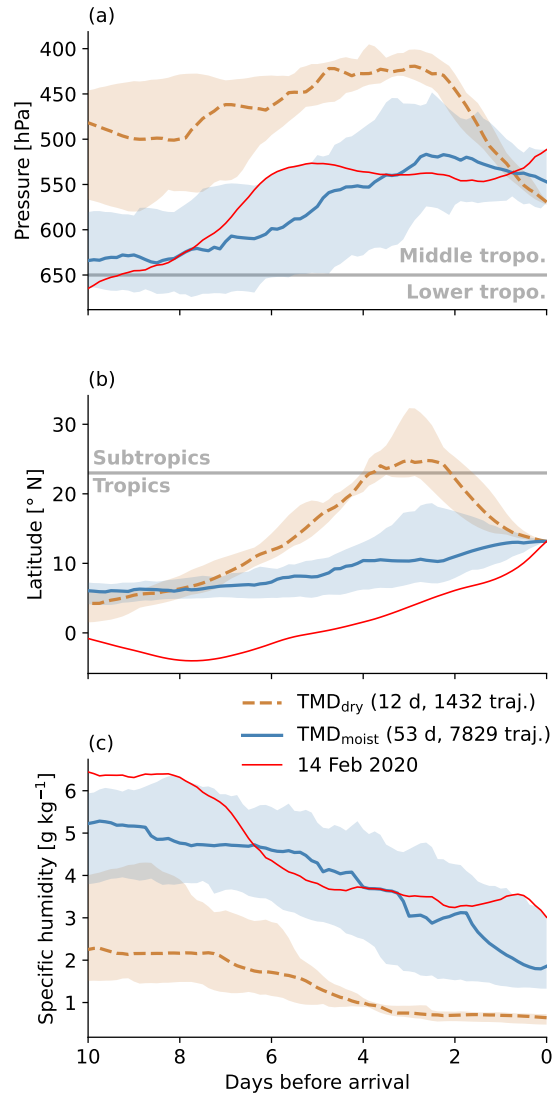 (a)
400
450
500
550
600
650
Pressure [hPa]
Middle tropo.
Lower tropo.
(b)
30
20
10
0
Latitude [° N]
Subtropics
Tropics
TMD_dry (12 d, 1432 traj.)
TMD_moist (53 d, 7829 traj.)
14 Feb 2020
(c)
6
5
4
3
2
1
Specific humidity [g kg⁻¹]
10 8 6 4 2 0
Days before arrival